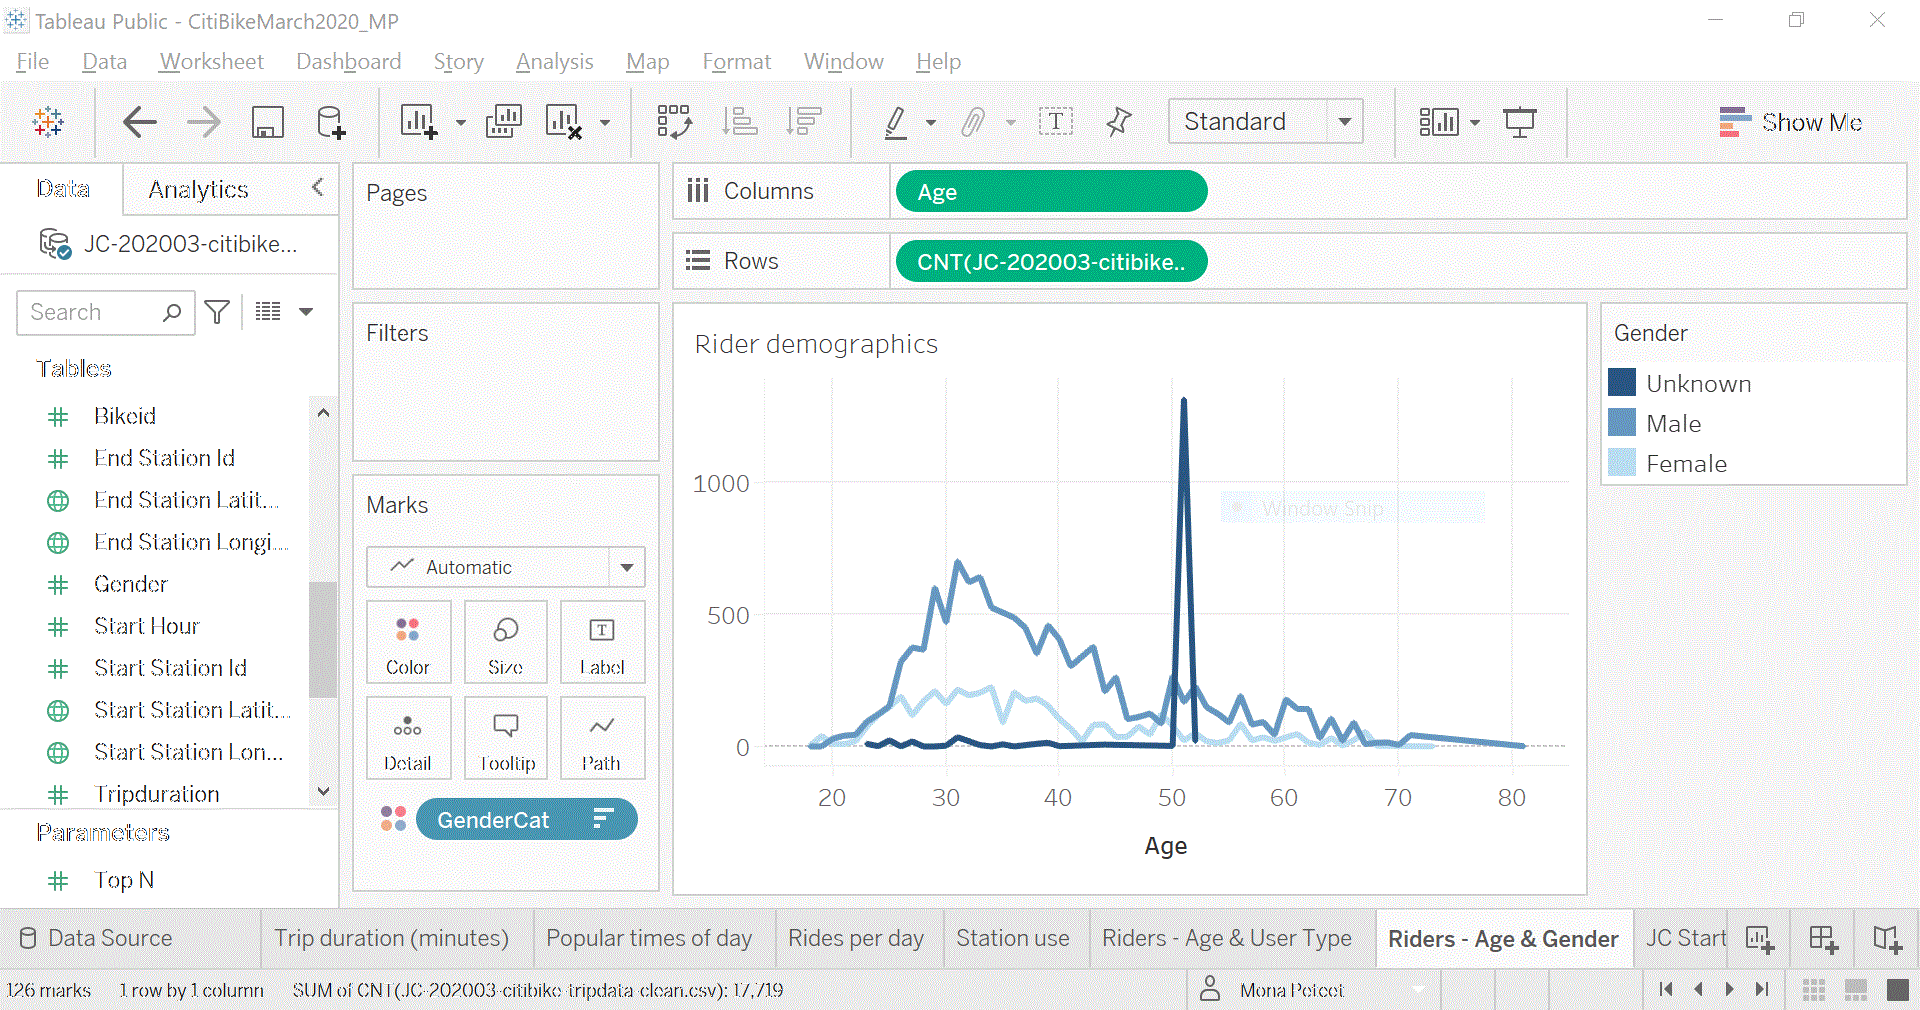 Tableau Public - CitiBikeMarch2020_MP
File Data Worksheet Dashboard Story Analysis Map Format Window Help
Standard
Show Me
Data Analytics
JC-202003-citibike...
Search
Tables
Bikeid
End Station Id
End Station Latit...
End Station Longi...
Gender
Start Hour
Start Station Id
Start Station Latit...
Start Station Lon...
Tripduration
Parameters
Top N
Pages
Filters
Marks
Automatic
Color Size Label
Detail Tooltip Path
GenderCat
Columns Age
Rows CNT(JC-202003-citibike..
Rider demographics
1000
500
0
20 30 40 50 60 70 80
Age
Window Snip
Gender
Unknown
Male
Female
Data Source Trip duration (minutes) Popular times of day Rides per day Station use Riders - Age & User Type Riders - Age & Gender JC Start
126 marks 1 row by 1 column SUM of CNT(JC-202003-citibike-tripdata-clean.csv): 17,719 Mona Peteet